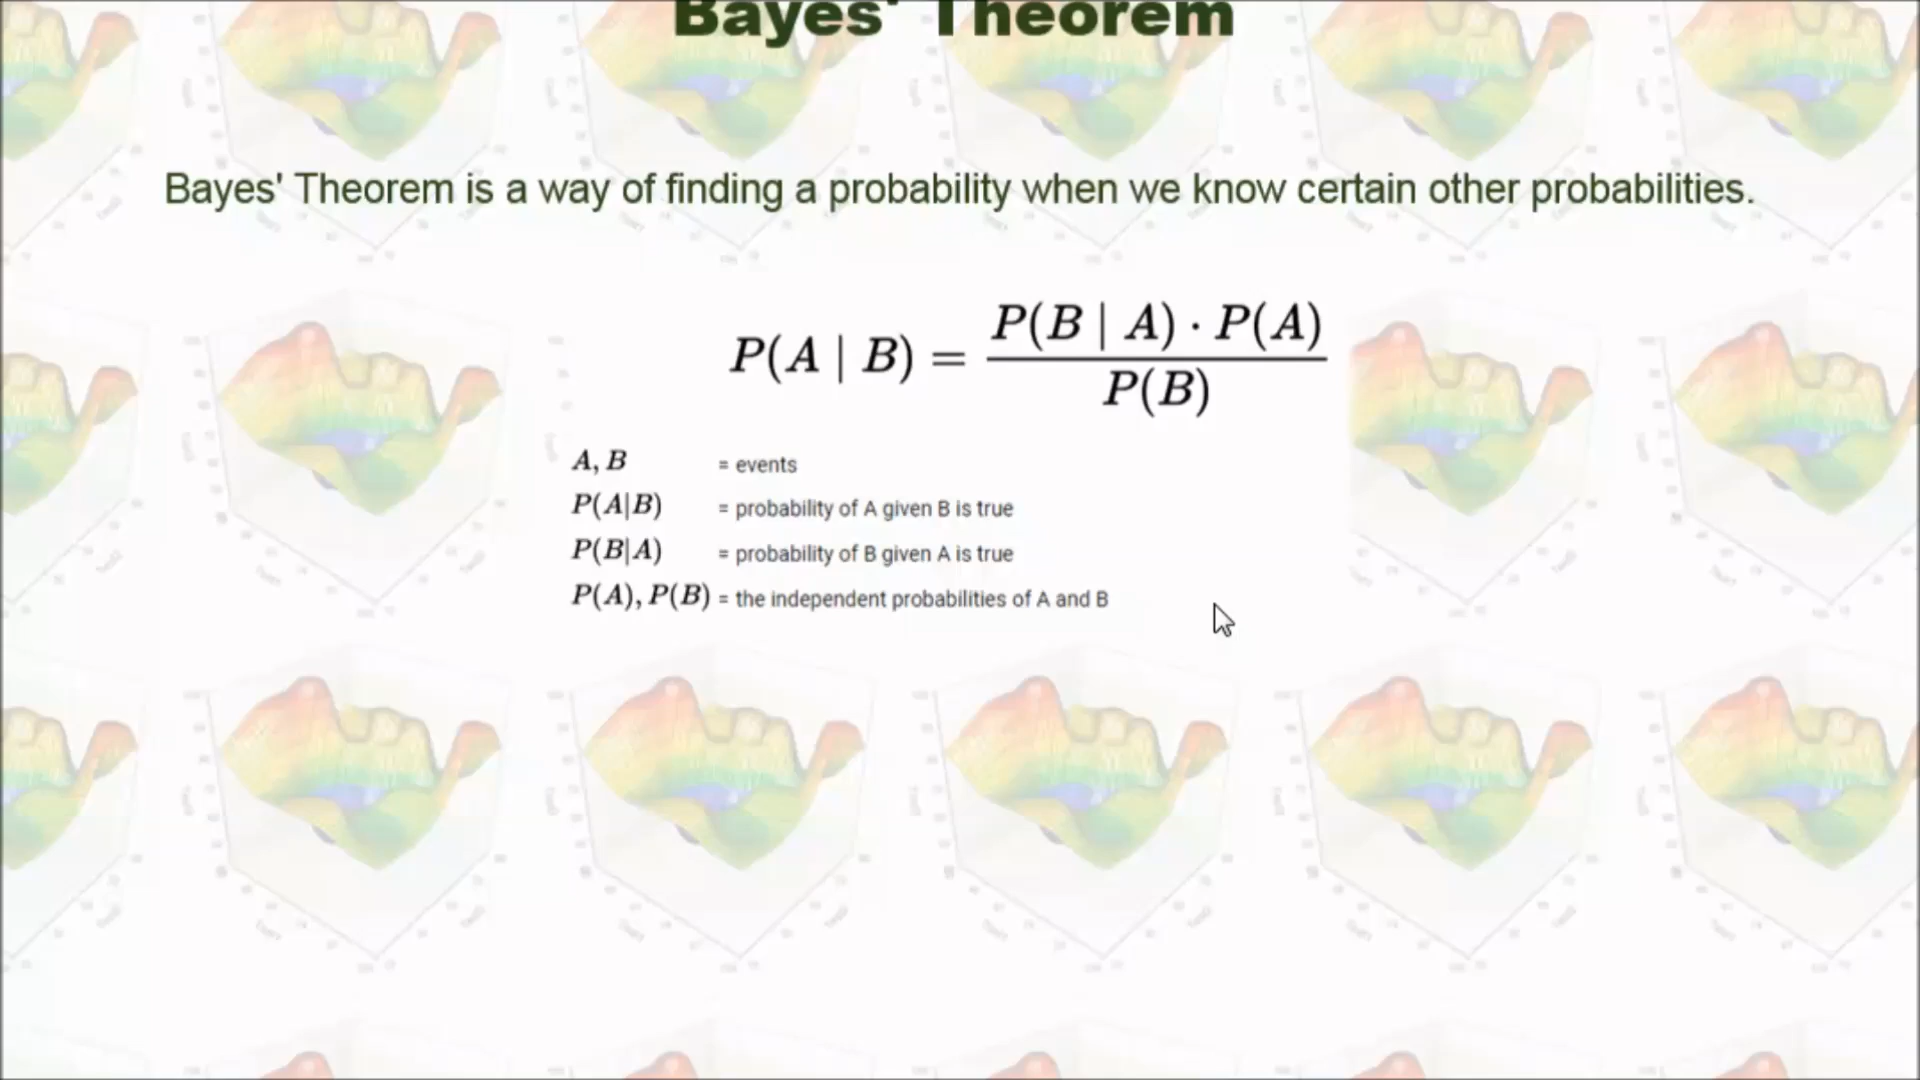 Bayes' Theorem
Bayes' Theorem is a way of finding a probability when we know certain other probabilities.
P(A | B) = P(B | A) · P(A) / P(B)
A, B = events
P(A|B) = probability of A given B is true
P(B|A) = probability of B given A is true
P(A), P(B) = the independent probabilities of A and B